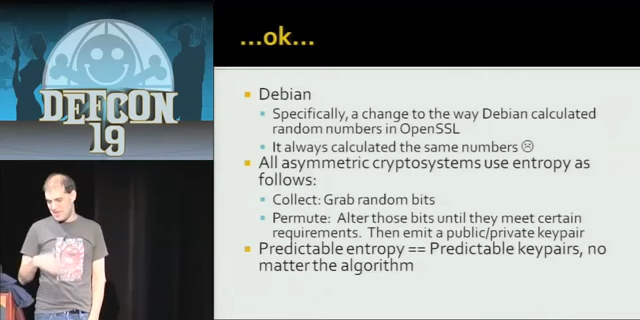 DEFCON
19
...ok...
Debian
Specifically, a change to the way Debian calculated
random numbers in OpenSSL
It always calculated the same numbers ☹
All asymmetric cryptosystems use entropy as
follows:
Collect: Grab random bits
Permute: Alter those bits until they meet certain
requirements. Then emit a public/private keypair
Predictable entropy == Predictable keypairs, no
matter the algorithm